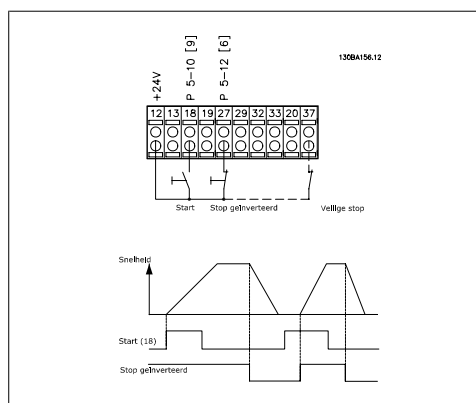 130BA156.12
+24V
P 5-10 [9]
P 5-12 [6]
12 13 18 19 27 29 32 33 20 37
Start
Stop geïnverteerd
Veilige stop
Snelheid
Start (18)
Stop geïnverteerd